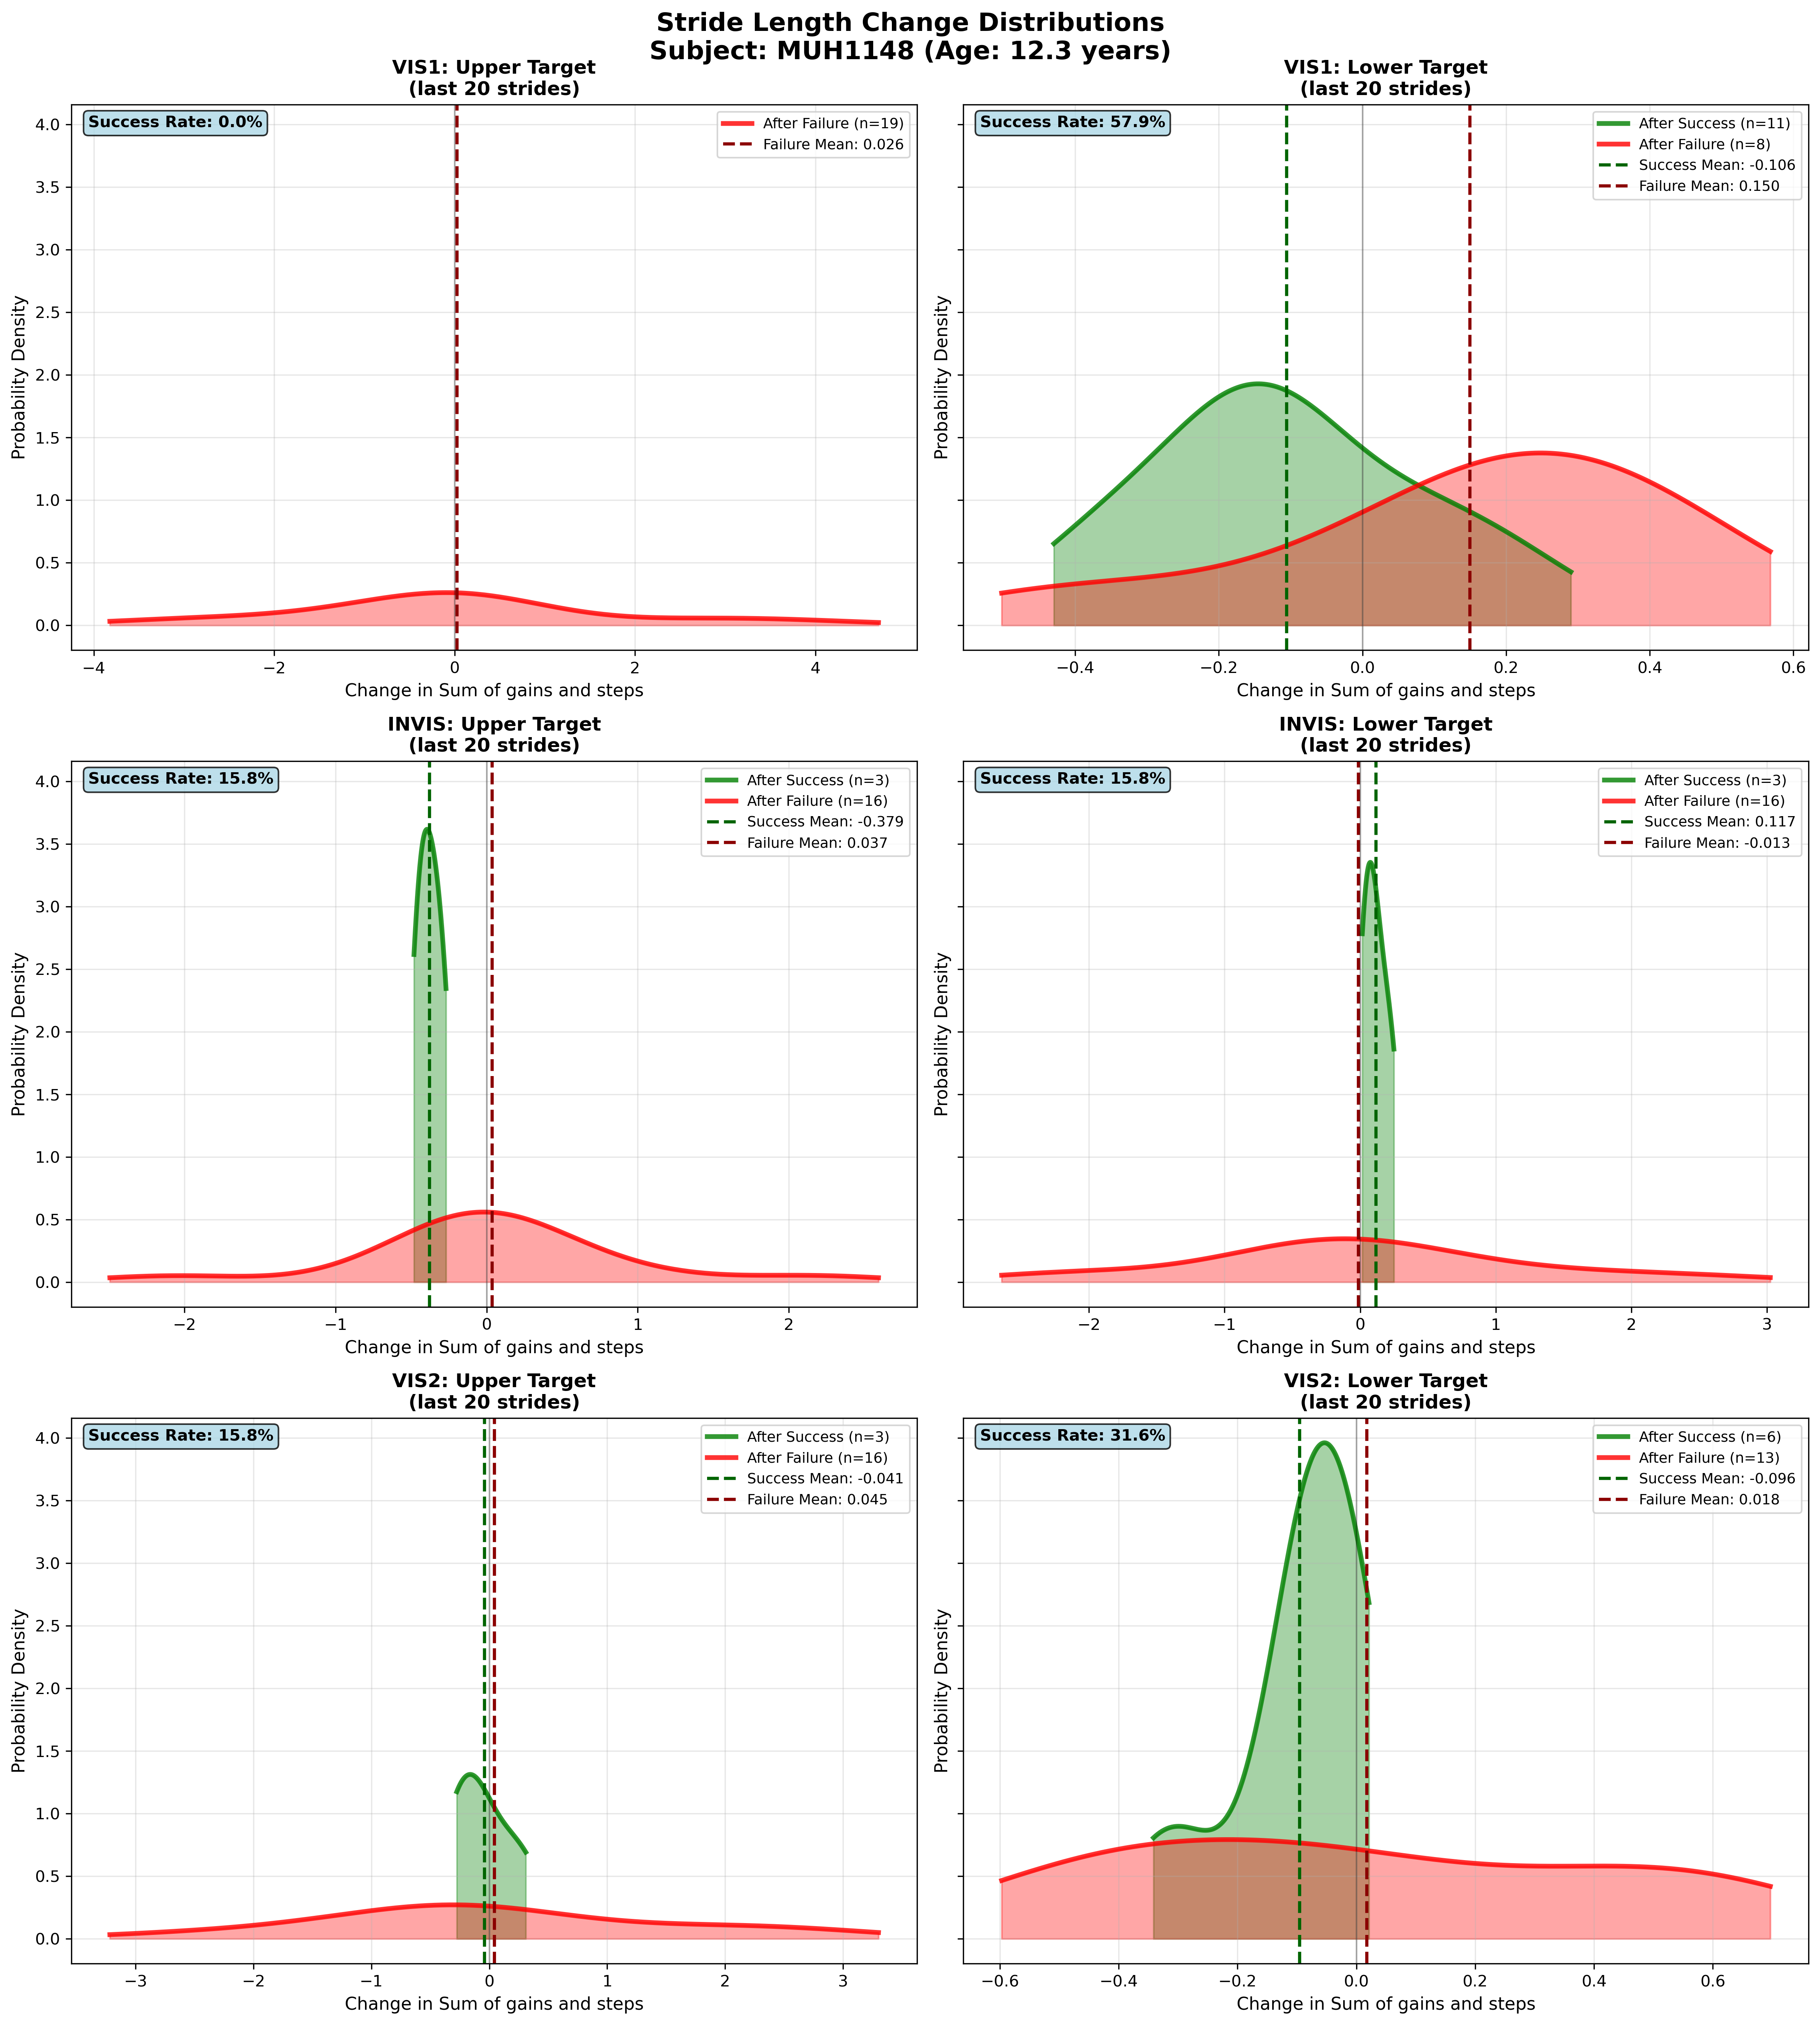 Stride Length Change Distributions
Subject: MUH1148 (Age: 12.3 years)
VIS1: Upper Target
(last 20 strides)
Success Rate: 0.0%
After Failure (n=19)
Failure Mean: 0.026
Probability Density
4.0
3.5
3.0
2.5
2.0
1.5
1.0
0.5
0.0
−4
−2
0
2
4
Change in Sum of gains and steps
VIS1: Lower Target
(last 20 strides)
Success Rate: 57.9%
After Success (n=11)
After Failure (n=8)
Success Mean: -0.106
Failure Mean: 0.150
Probability Density
−0.4
−0.2
0.0
0.2
0.4
0.6
Change in Sum of gains and steps
INVIS: Upper Target
(last 20 strides)
Success Rate: 15.8%
After Success (n=3)
After Failure (n=16)
Success Mean: -0.379
Failure Mean: 0.037
Probability Density
4.0
3.5
3.0
2.5
2.0
1.5
1.0
0.5
0.0
−2
−1
0
1
2
Change in Sum of gains and steps
INVIS: Lower Target
(last 20 strides)
Success Rate: 15.8%
After Success (n=3)
After Failure (n=16)
Success Mean: 0.117
Failure Mean: -0.013
Probability Density
−2
−1
0
1
2
3
Change in Sum of gains and steps
VIS2: Upper Target
(last 20 strides)
Success Rate: 15.8%
After Success (n=3)
After Failure (n=16)
Success Mean: -0.041
Failure Mean: 0.045
Probability Density
4.0
3.5
3.0
2.5
2.0
1.5
1.0
0.5
0.0
−3
−2
−1
0
1
2
3
Change in Sum of gains and steps
VIS2: Lower Target
(last 20 strides)
Success Rate: 31.6%
After Success (n=6)
After Failure (n=13)
Success Mean: -0.096
Failure Mean: 0.018
Probability Density
−0.6
−0.4
−0.2
0.0
0.2
0.4
0.6
Change in Sum of gains and steps